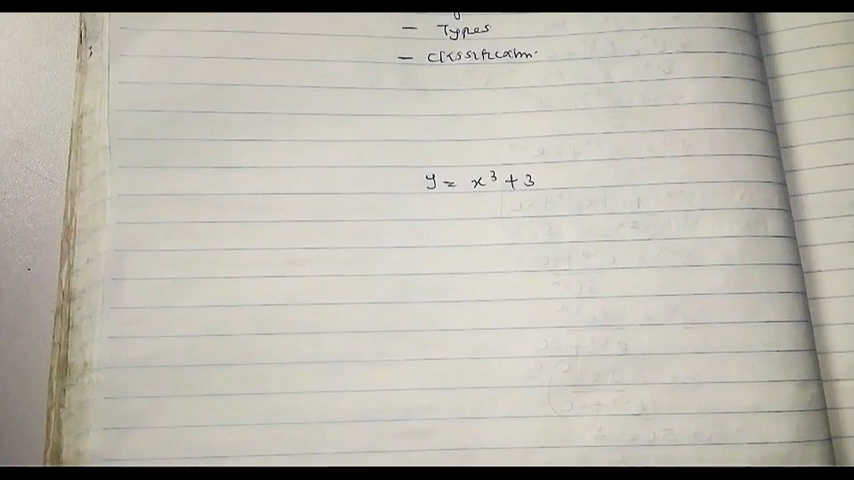 - Types
- classification
y = x³ + 3